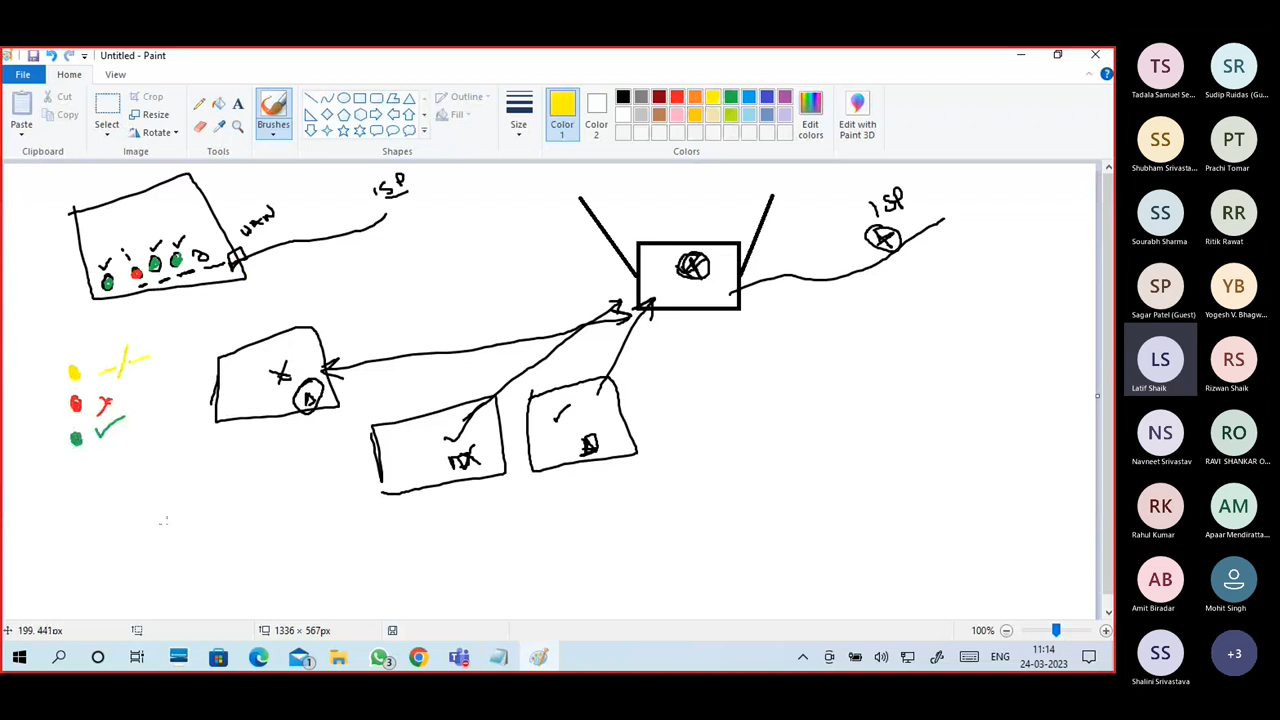 Untitled - Paint
File
Home
View
Paste
Cut
Copy
Clipboard
Select
Crop
Resize
Rotate
Image
A
Tools
Brushes
Shapes
Outline
Fill
Size
Color 1
Color 2
Edit colors
Colors
Edit with Paint 3D
ISP
WAN
ISP
199, 441px
1336 × 567px
100%
1
3
ENG
11:14
24-03-2023
TS
Tadala Samuel Se...
SR
Sudip Ruidas (Gu...
SS
Shubham Srivasta...
PT
Prachi Tomar
SS
Sourabh Sharma
RR
Ritik Rawat
SP
Sagar Patel (Guest)
YB
Yogesh V. Bhagw...
LS
Latif Shaik
RS
Rizwan Shaik
NS
Navneet Srivastav
RO
RAVI SHANKAR O...
RK
Rahul Kumar
AM
Apaar Mendiratta...
AB
Amit Biradar
Mohit Singh
SS
Shalini Srivastava
+3